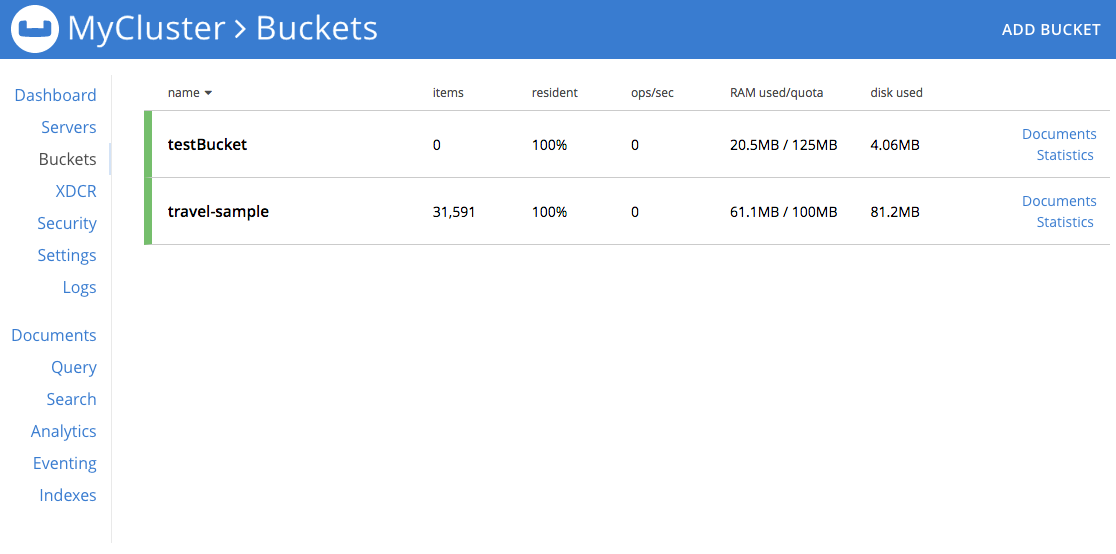 MyCluster > Buckets
ADD BUCKET
Dashboard
Servers
Buckets
XDCR
Security
Settings
Logs
Documents
Query
Search
Analytics
Eventing
Indexes
name items resident ops/sec RAM used/quota disk used
testBucket 0 100% 0 20.5MB / 125MB 4.06MB
Documents
Statistics
travel-sample 31,591 100% 0 61.1MB / 100MB 81.2MB
Documents
Statistics